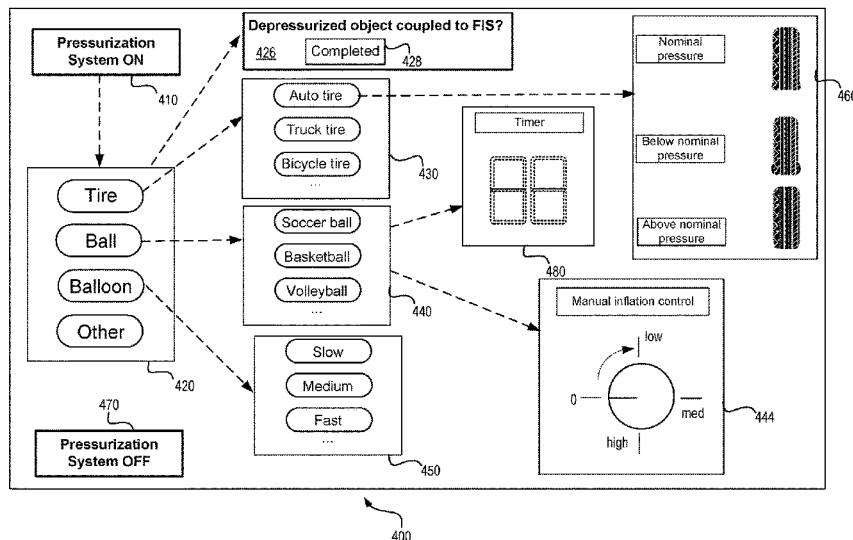 Pressurization
System ON
410
Depressurized object coupled to FIS?
426
Completed
428
Nominal
pressure
460
Auto tire
Truck tire
Bicycle tire
...
430
Timer
480
Below nominal
pressure
Above nominal
pressure
Tire
Ball
Balloon
Other
420
Soccer ball
Basketball
Volleyball
...
440
Manual inflation control
low
0
med
high
444
Slow
Medium
Fast
...
450
470
Pressurization
System OFF
400